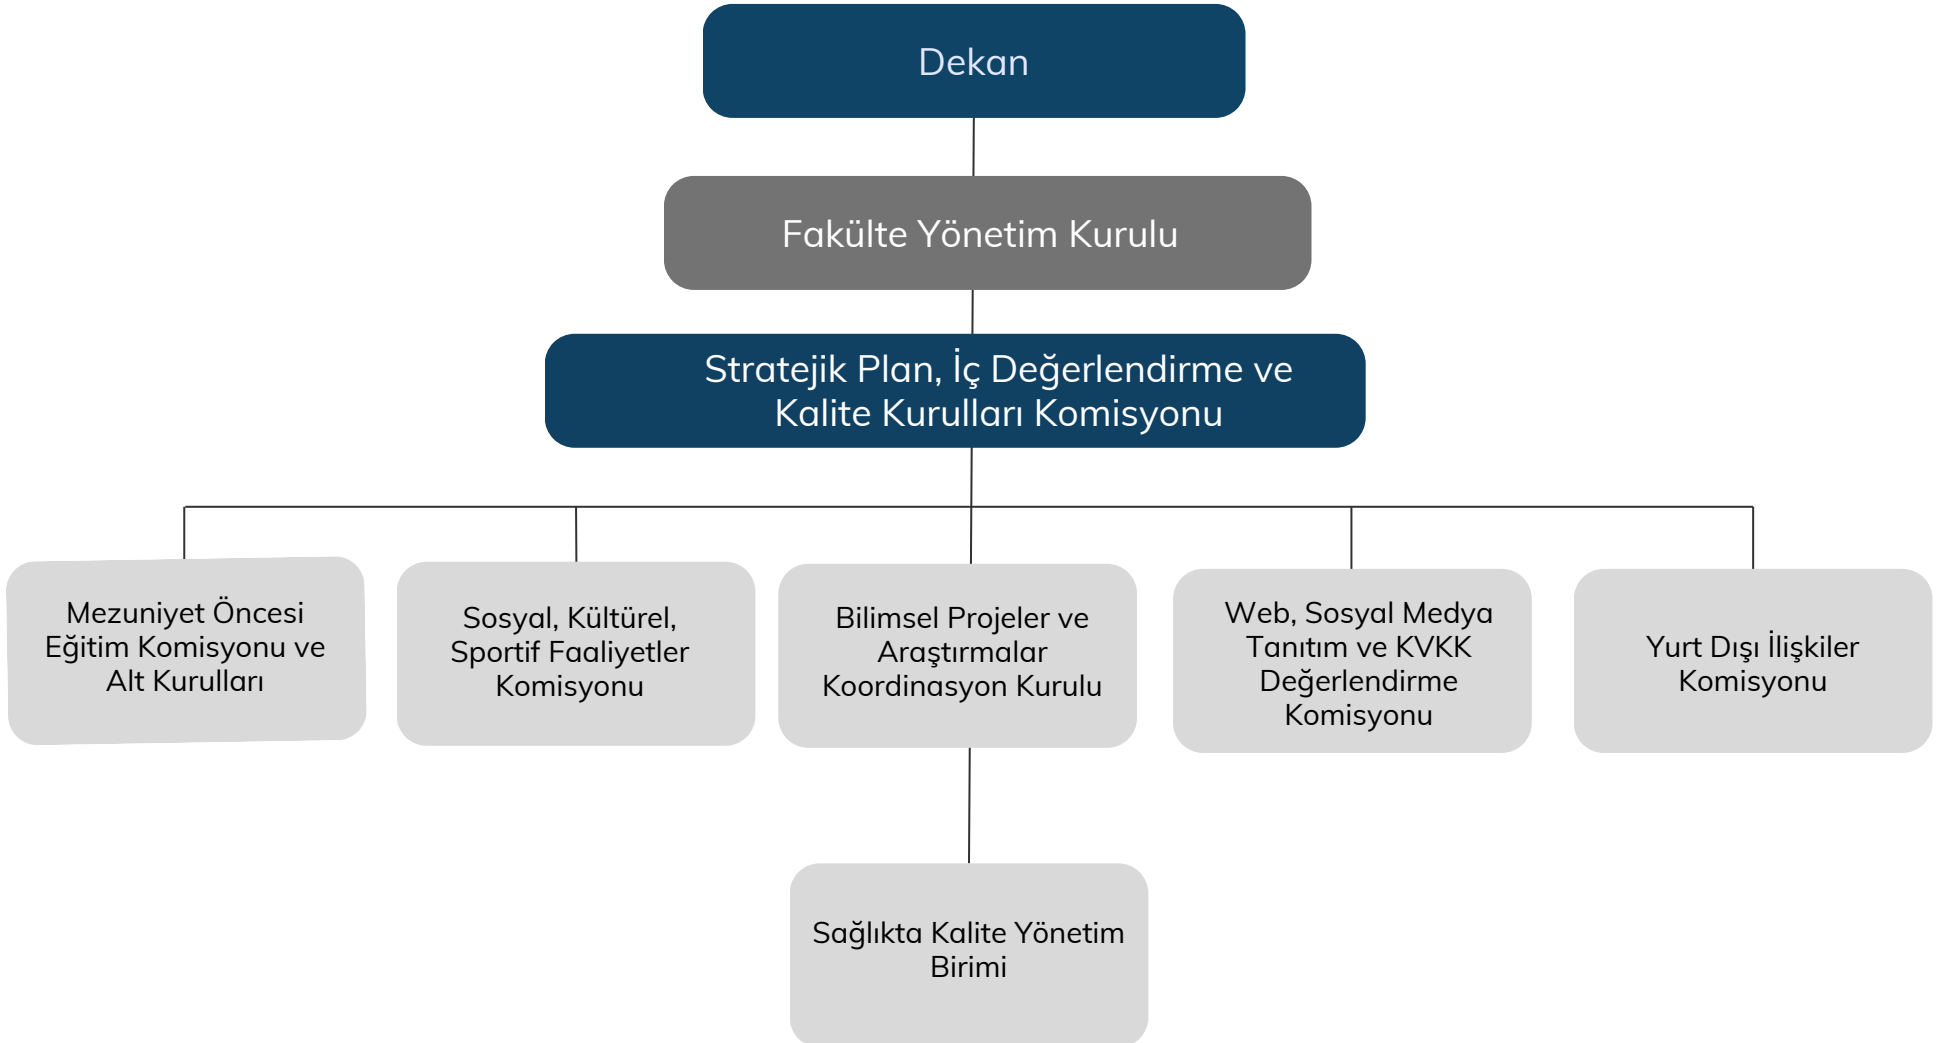 Dekan
Fakülte Yönetim Kurulu
Stratejik Plan, İç Değerlendirme ve
Kalite Kurulları Komisyonu
Mezuniyet Öncesi
Eğitim Komisyonu ve
Alt Kurulları
Sosyal, Kültürel,
Sportif Faaliyetler
Komisyonu
Bilimsel Projeler ve
Araştırmalar
Koordinasyon Kurulu
Web, Sosyal Medya
Tanıtım ve KVKK
Değerlendirme
Komisyonu
Yurt Dışı İlişkiler
Komisyonu
Sağlıkta Kalite Yönetim
Birimi